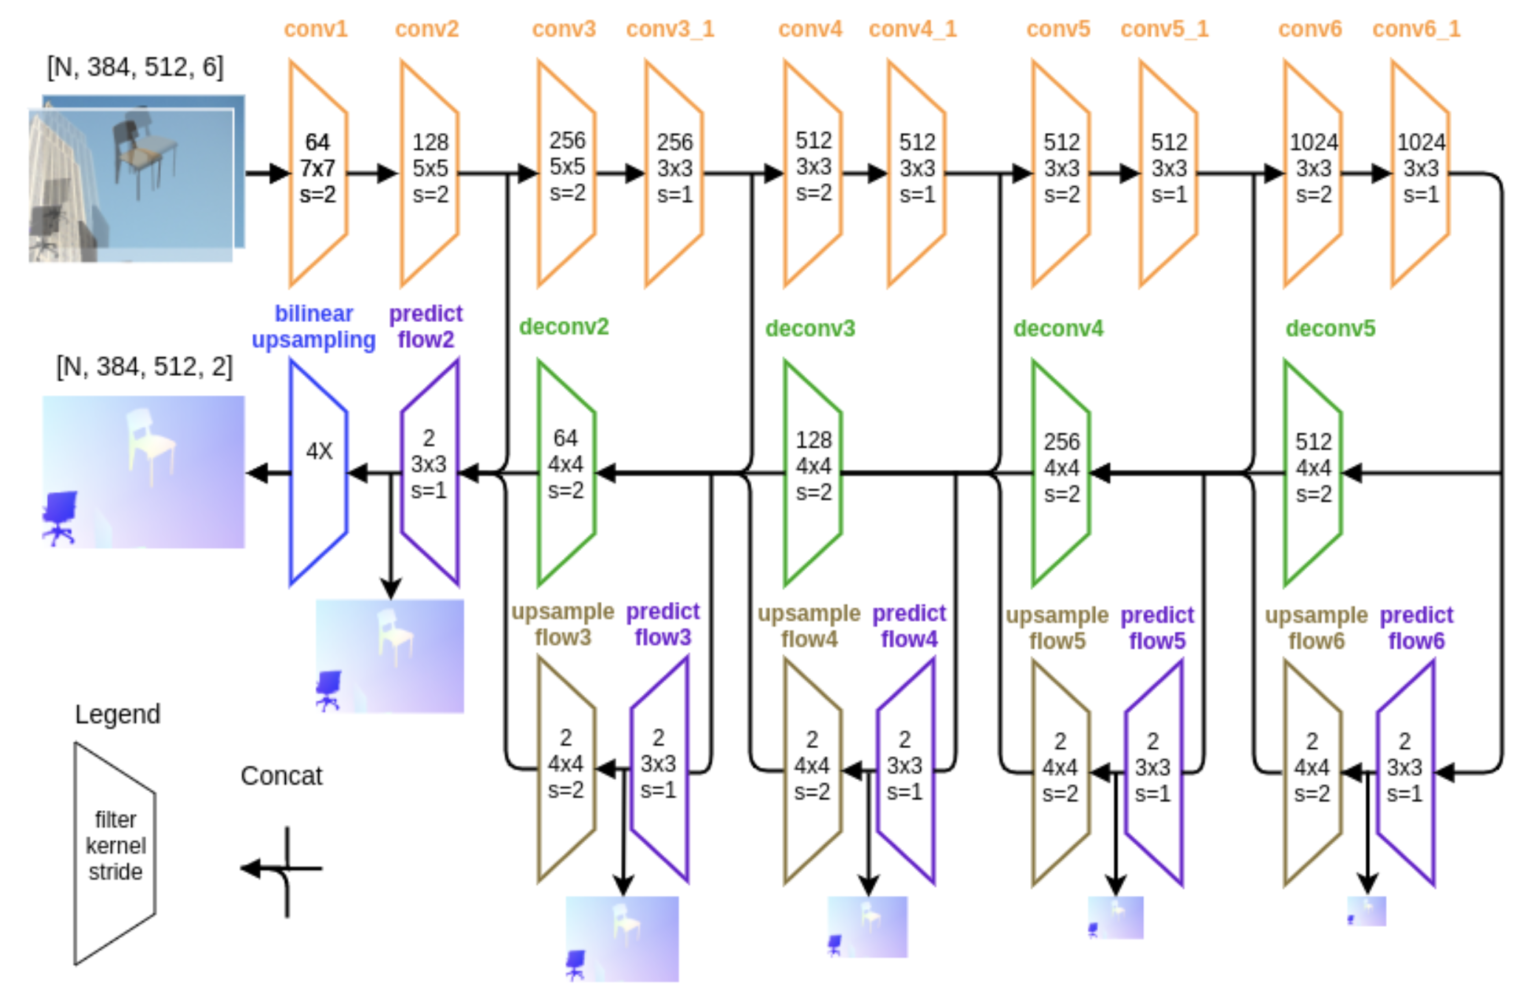 conv1
conv2
conv3
conv3_1
conv4
conv4_1
conv5
conv5_1
conv6
conv6_1
[N, 384, 512, 6]
64
7x7
s=2
128
5x5
s=2
256
5x5
s=2
256
3x3
s=1
512
3x3
s=2
512
3x3
s=1
512
3x3
s=2
512
3x3
s=1
1024
3x3
s=2
1024
3x3
s=1
bilinear
upsampling
predict
flow2
deconv2
deconv3
deconv4
deconv5
[N, 384, 512, 2]
4X
2
3x3
s=1
64
4x4
s=2
128
4x4
s=2
256
4x4
s=2
512
4x4
s=2
upsample
flow3
predict
flow3
upsample
flow4
predict
flow4
upsample
flow5
predict
flow5
upsample
flow6
predict
flow6
2
4x4
s=2
2
3x3
s=1
2
4x4
s=2
2
3x3
s=1
2
4x4
s=2
2
3x3
s=1
2
4x4
s=2
2
3x3
s=1
Legend
filter
kernel
stride
Concat